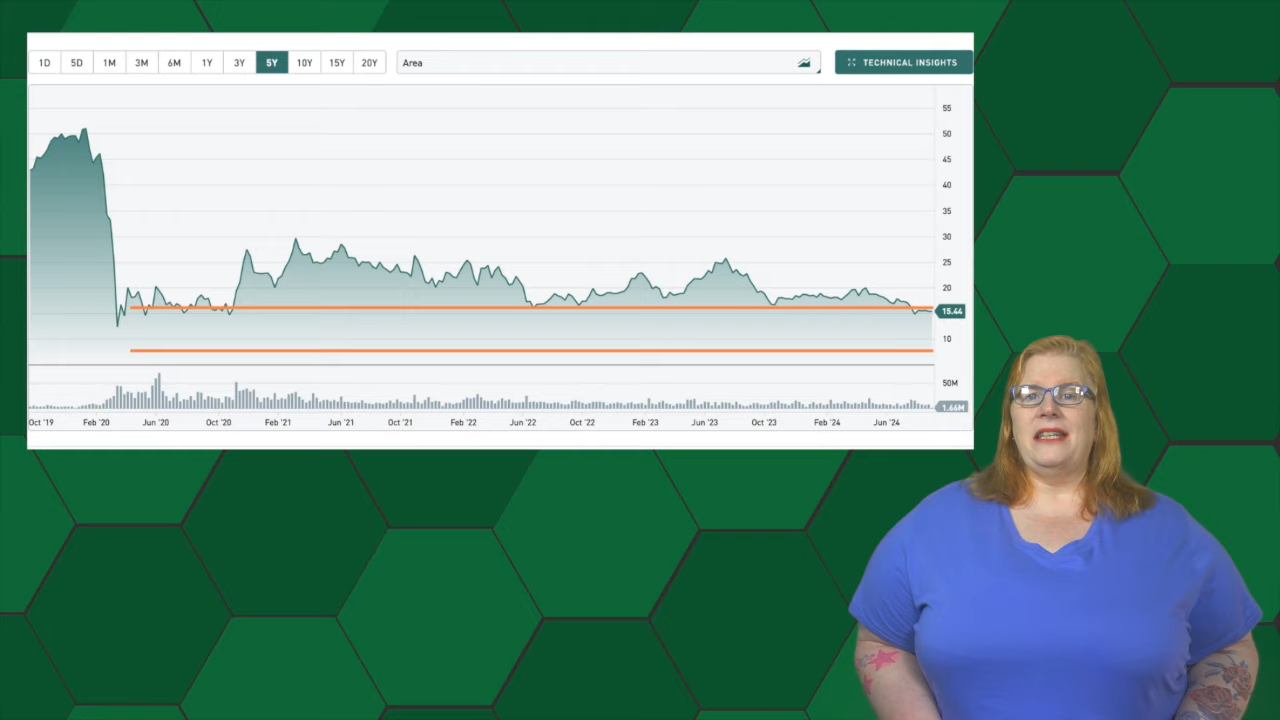 1D 5D 1M 3M 6M 1Y 3Y 5Y 10Y 15Y 20Y Area TECHNICAL INSIGHTS
55
50
45
40
35
30
25
20
15.44
10
50M
1.66M
Oct '19 Feb '20 Jun '20 Oct '20 Feb '21 Jun '21 Oct '21 Feb '22 Jun '22 Oct '22 Feb '23 Jun '23 Oct '23 Feb '24 Jun '24